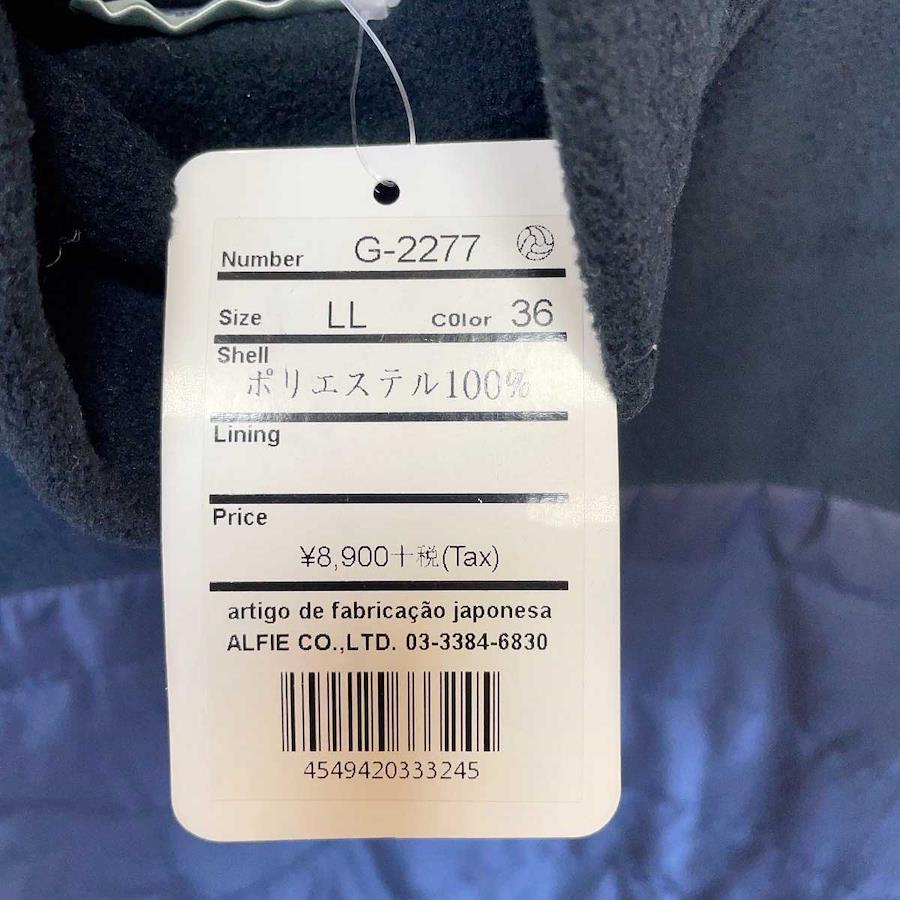 Number G-2277
Size LL C0lor 36
Shell
ポリエステル100%
Lining
Price
¥8,900+税(Tax)
artigo de fabricação japonesa
ALFIE CO.,LTD. 03-3384-6830
4549420333245